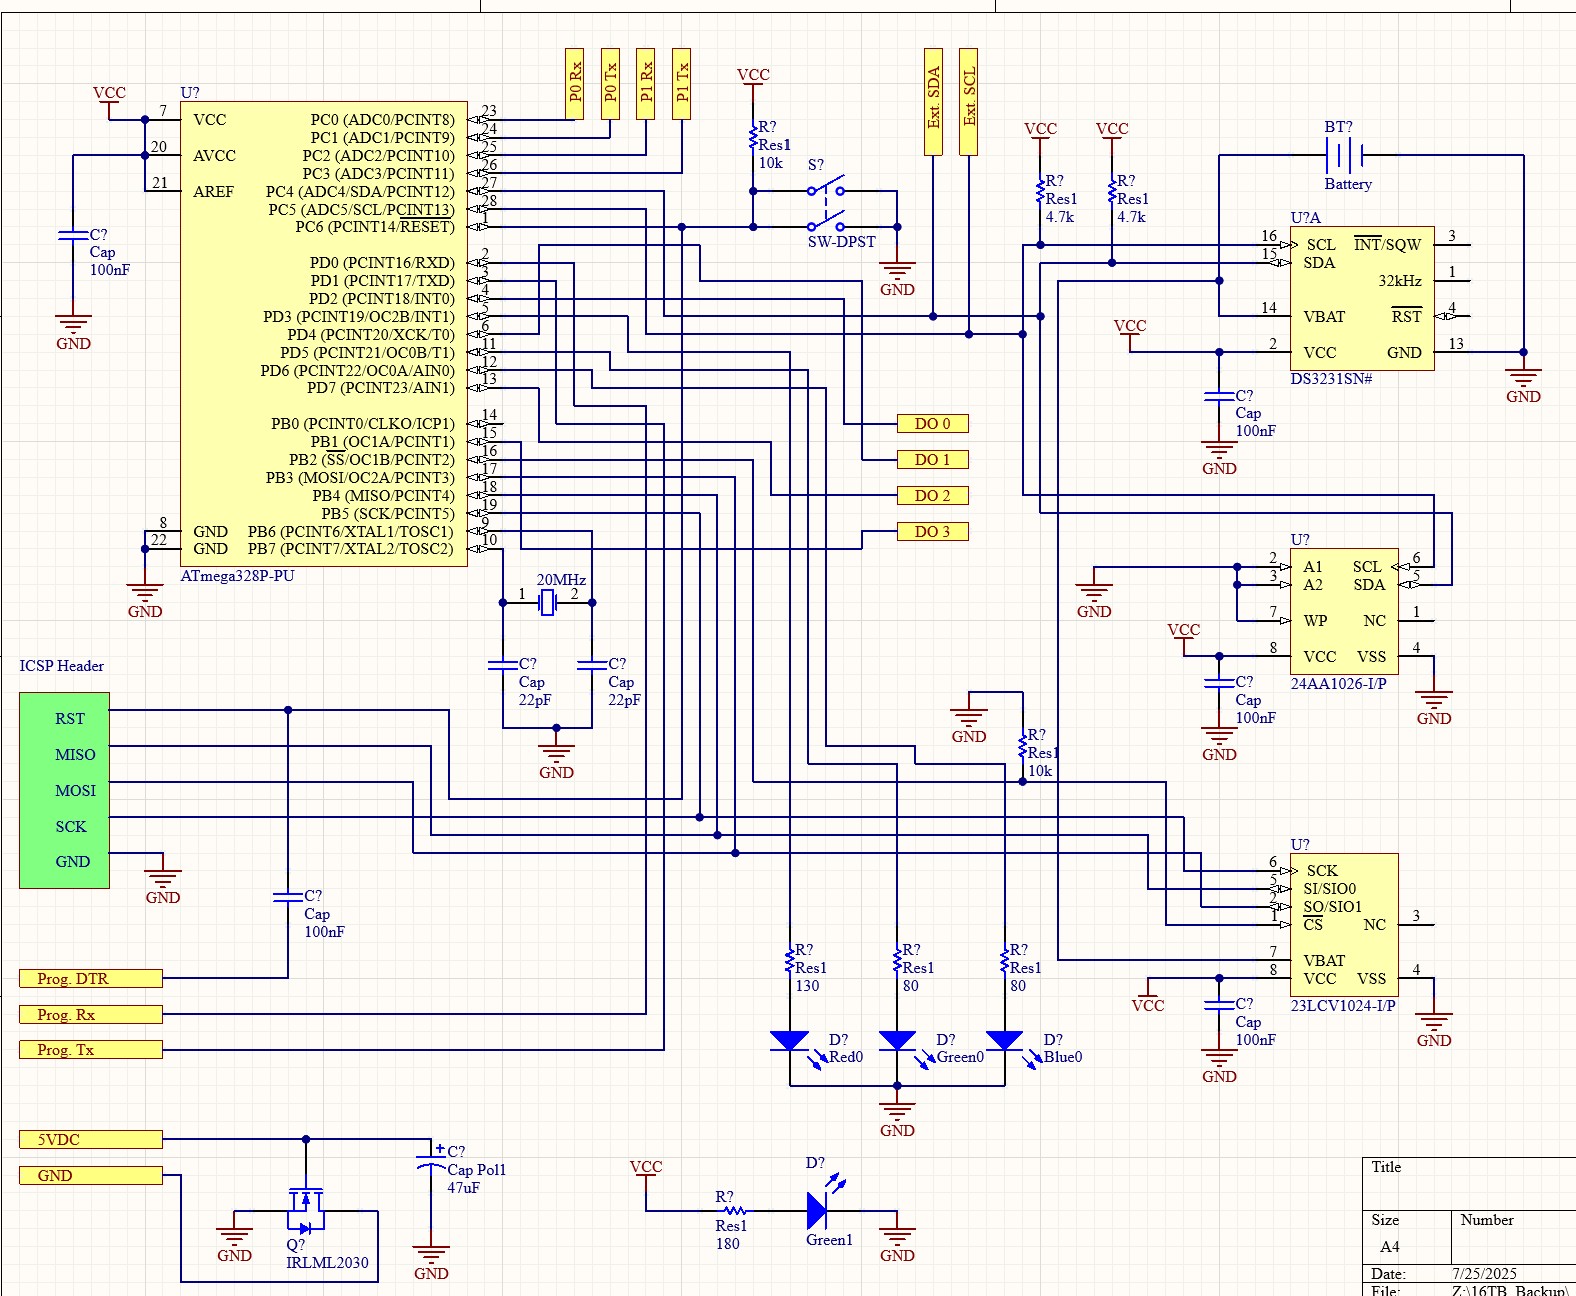 P0 Rx
P0 Tx
P1 Rx
P1 Tx
Ext. SDA
Ext. SCL
VCC
U?
7
VCC
20
AVCC
21
AREF
C?
Cap
100nF
GND
PC0 (ADC0/PCINT8)
23
PC1 (ADC1/PCINT9)
24
PC2 (ADC2/PCINT10)
25
PC3 (ADC3/PCINT11)
26
PC4 (ADC4/SDA/PCINT12)
27
PC5 (ADC5/SCL/PCINT13)
28
PC6 (PCINT14/RESET)
1
PD0 (PCINT16/RXD)
2
PD1 (PCINT17/TXD)
3
PD2 (PCINT18/INT0)
4
PD3 (PCINT19/OC2B/INT1)
5
PD4 (PCINT20/XCK/T0)
6
PD5 (PCINT21/OC0B/T1)
11
PD6 (PCINT22/OC0A/AIN0)
12
PD7 (PCINT23/AIN1)
13
PB0 (PCINT0/CLKO/ICP1)
14
PB1 (OC1A/PCINT1)
15
PB2 (SS/OC1B/PCINT2)
16
PB3 (MOSI/OC2A/PCINT3)
17
PB4 (MISO/PCINT4)
18
PB5 (SCK/PCINT5)
19
PB6 (PCINT6/XTAL1/TOSC1)
9
PB7 (PCINT7/XTAL2/TOSC2)
10
8
GND
22
GND
ATmega328P-PU
GND
VCC
R?
Res1
10k
S?
SW-DPST
GND
VCC
R?
Res1
4.7k
VCC
R?
Res1
4.7k
BT?
Battery
U?A
16
SCL
15
SDA
14
VBAT
2
VCC
INT/SQW
3
32kHz
1
RST
4
GND
13
DS3231SN#
VCC
C?
Cap
100nF
GND
GND
DO 0
DO 1
DO 2
DO 3
20MHz
1
2
C?
Cap
22pF
C?
Cap
22pF
GND
U?
2
A1
3
A2
7
WP
8
VCC
SCL
6
SDA
5
NC
1
VSS
4
24AA1026-I/P
GND
VCC
C?
Cap
100nF
GND
GND
ICSP Header
RST
MISO
MOSI
SCK
GND
GND
C?
Cap
100nF
Prog. DTR
Prog. Rx
Prog. Tx
GND
R?
Res1
10k
U?
6
SCK
5
SI/SIO0
2
SO/SIO1
1
CS
7
VBAT
8
VCC
NC
3
VSS
4
23LCV1024-I/P
VCC
C?
Cap
100nF
GND
GND
R?
Res1
130
R?
Res1
80
R?
Res1
80
D?
Red0
D?
Green0
D?
Blue0
GND
5VDC
GND
GND
Q?
IRLML2030
+
C?
Cap Pol1
47uF
GND
VCC
R?
Res1
180
D?
Green1
GND
Title
Size
Number
A4
Date:
7/25/2025
File:
Z:\16TB_Backup\